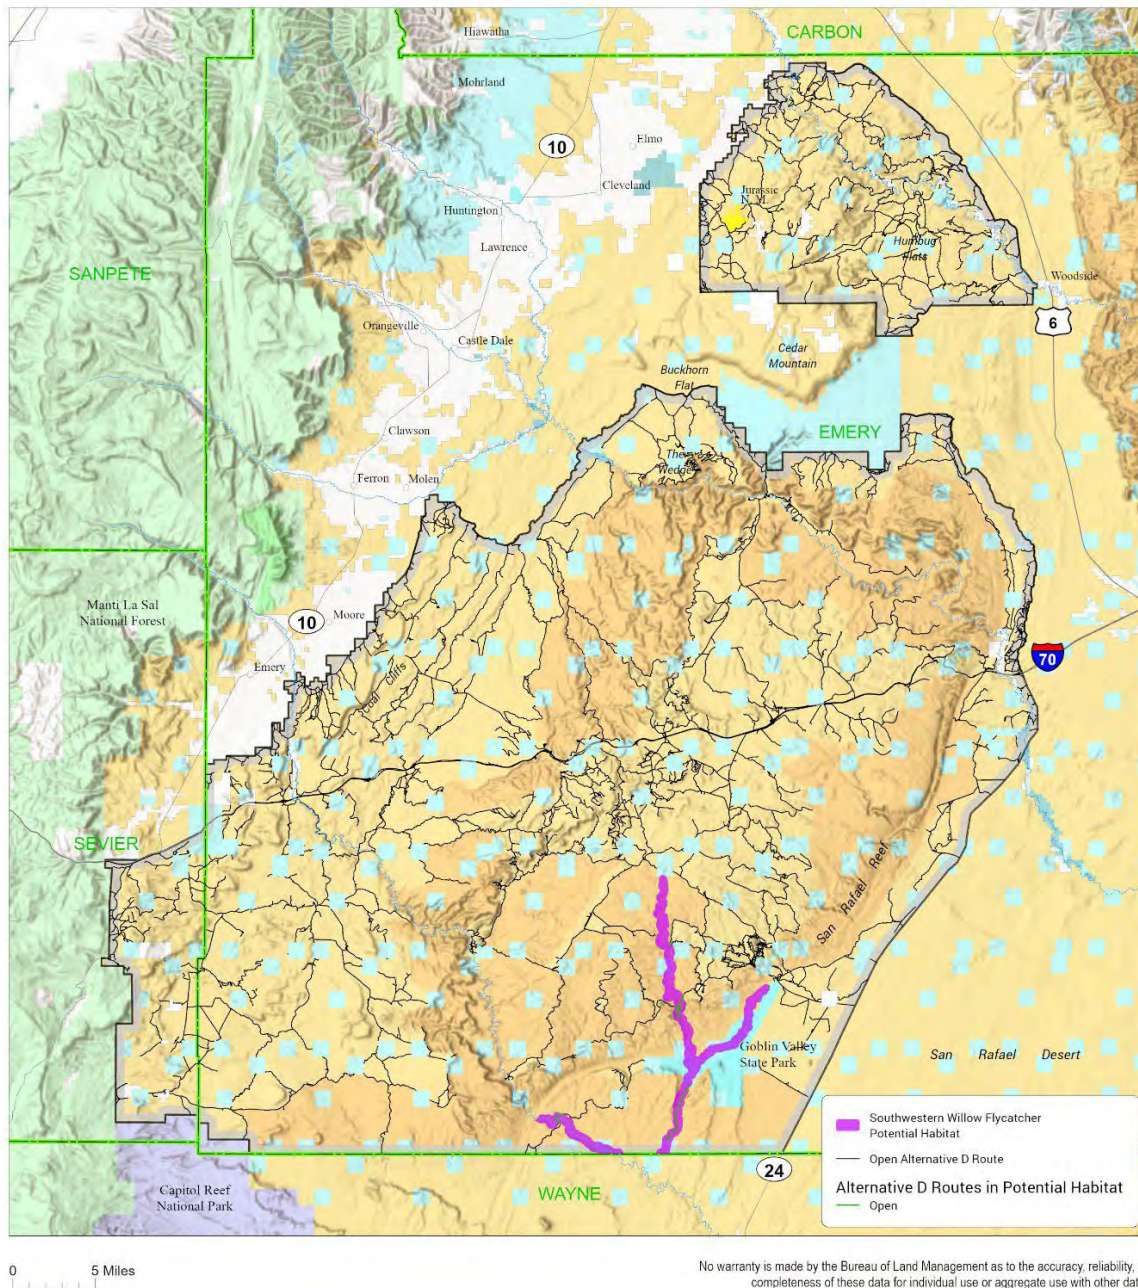 CARBON
Hiawatha
Mohrland
Elmo
10
Cleveland
Jurassic
N. M.
Huntington
Humbug
Flats
Lawrence
SANPETE
Woodside
Orangeville
6
Castle Dale
Cedar
Mountain
Buckhorn
Flat
Clawson
EMERY
The
Wedge
Ferron
Molen
Manti La Sal
National Forest
10
Moore
Emery
Coal Cliffs
70
SEVIER
San Rafael Reef
Goblin Valley
State Park
San Rafael Desert
Southwestern Willow Flycatcher
Potential Habitat
Open Alternative D Route
Alternative D Routes in Potential Habitat
Open
24
Capitol Reef
National Park
WAYNE
0 5 Miles
No warranty is made by the Bureau of Land Management as to the accuracy, reliability,
completeness of these data for individual use or aggregate use with other dat